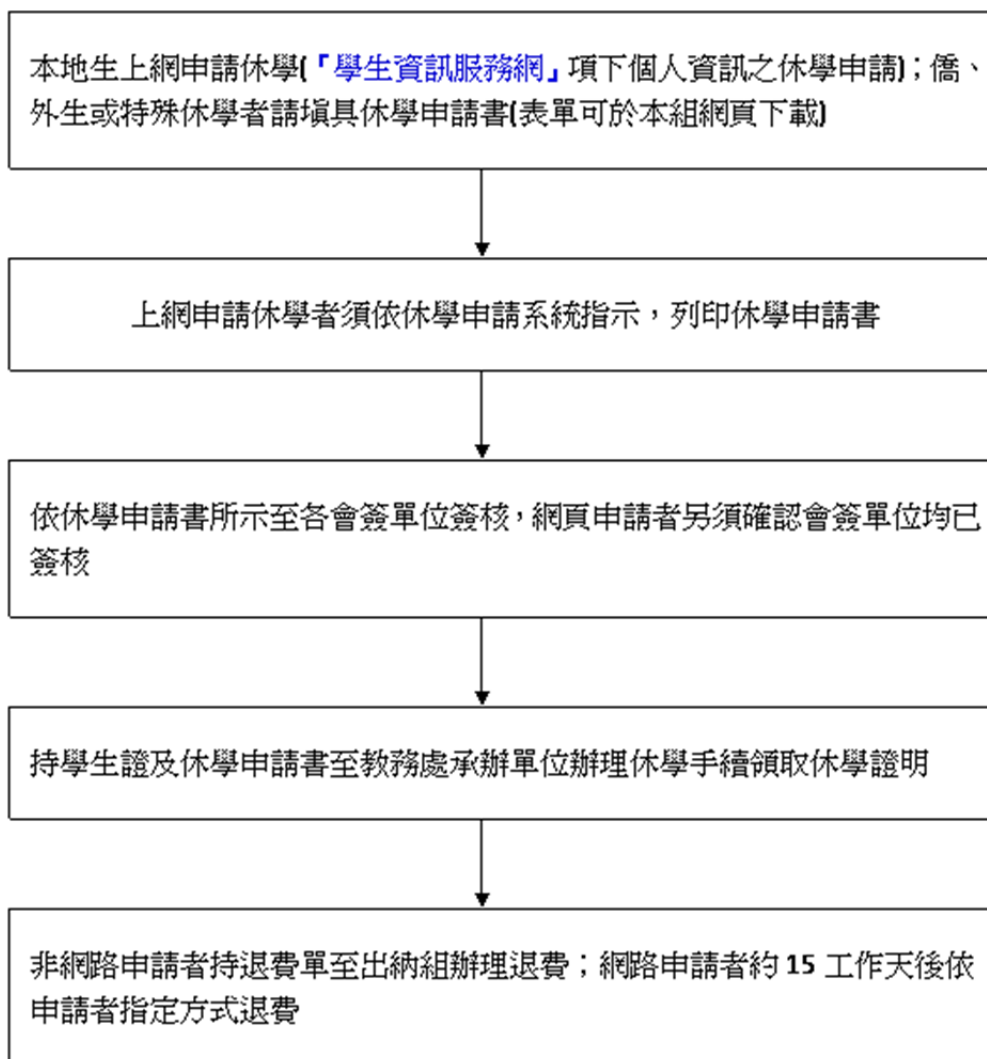 本地生上網申請休學(「學生資訊服務網」項下個人資訊之休學申請)；僑、
外生或特殊休學者請填具休學申請書(表單可於本組網頁下載)
上網申請休學者須依休學申請系統指示，列印休學申請書
依休學申請書所示至各會簽單位簽核，網頁申請者另須確認會簽單位均已
簽核
持學生證及休學申請書至教務處承辦單位辦理休學手續領取休學證明
非網路申請者持退費單至出納組辦理退費；網路申請者約 15 工作天後依
申請者指定方式退費